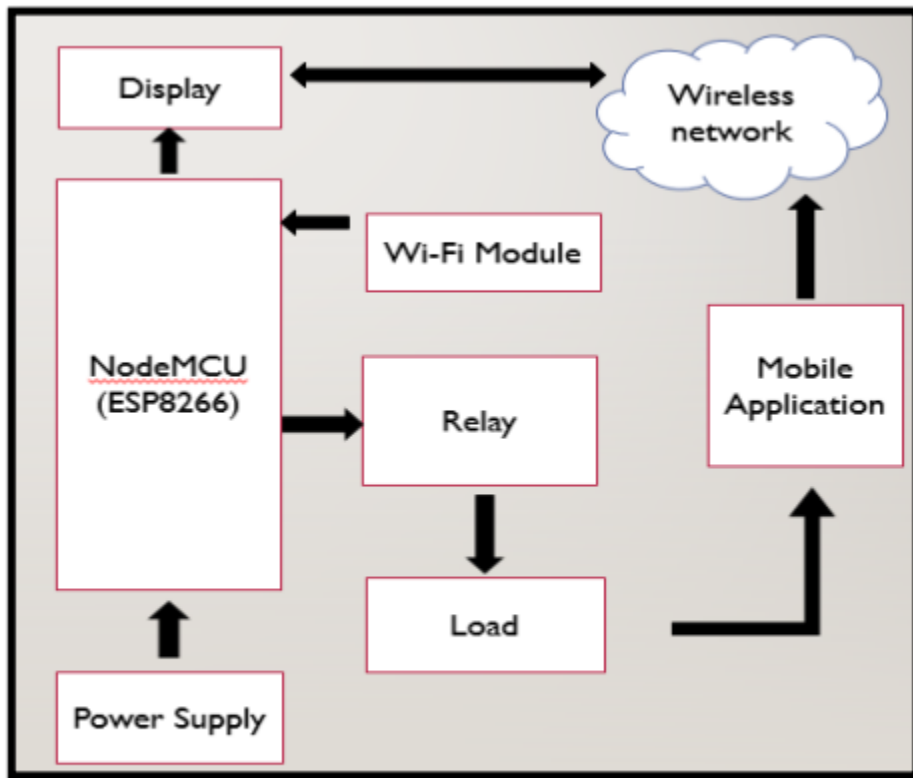 Display
Wireless
network
Wi-Fi Module
NodeMCU
(ESP8266)
Relay
Mobile
Application
Load
Power Supply